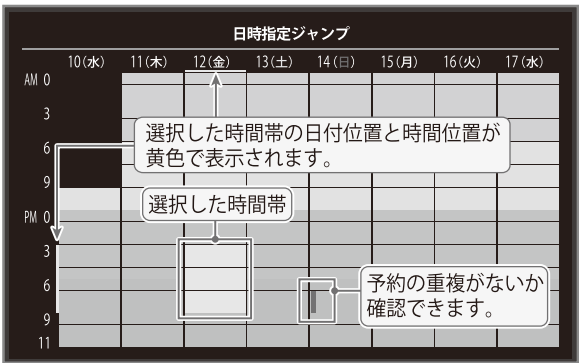 日時指定ジャンプ
10(水) 11(木) 12(金) 13(土) 14(日) 15(月) 16(火) 17(水)
AM 0
3
選択した時間帯の日付位置と時間位置が
6
黄色で表示されます。
9
選択した時間帯
PM 0
3
予約の重複がないか
6
確認できます。
9
11